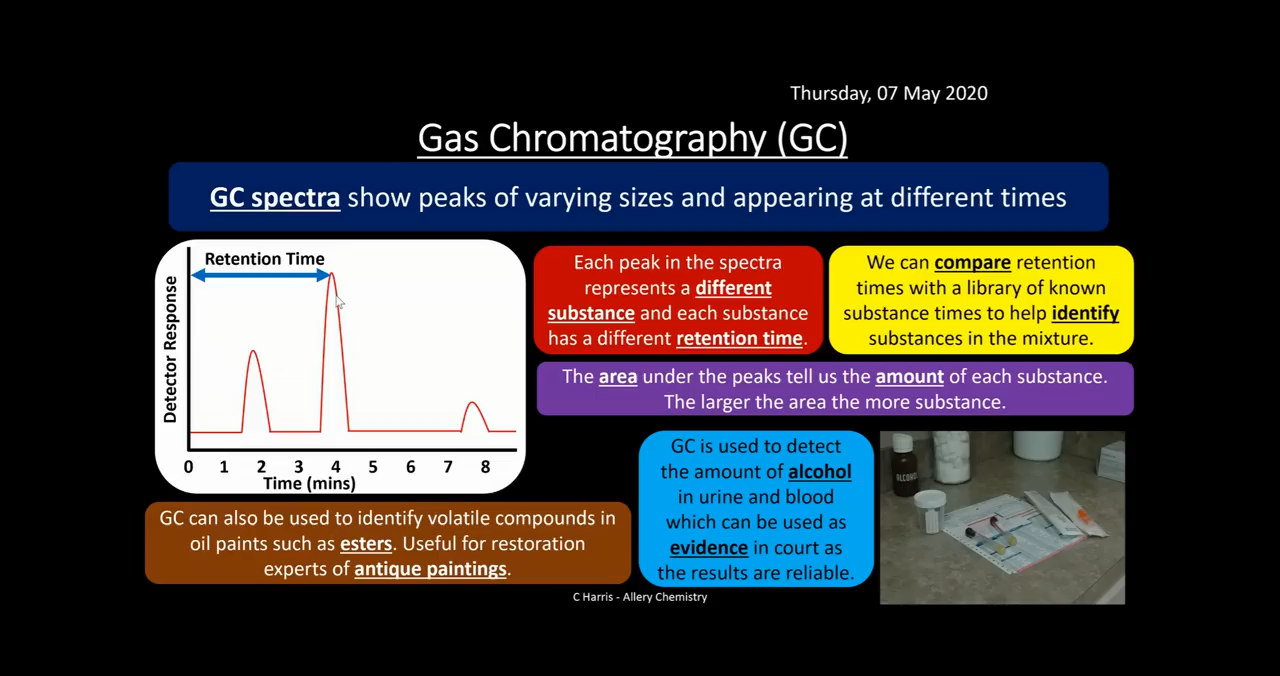 Thursday, 07 May 2020
Gas Chromatography (GC)
GC spectra show peaks of varying sizes and appearing at different times
Retention Time
Detector Response
0 1 2 3 4 5 6 7 8
Time (mins)
Each peak in the spectra
represents a different
substance and each substance
has a different retention time.
We can compare retention
times with a library of known
substance times to help identify
substances in the mixture.
The area under the peaks tell us the amount of each substance.
The larger the area the more substance.
GC is used to detect
the amount of alcohol
in urine and blood
which can be used as
evidence in court as
the results are reliable.
ALCOHOL
GC can also be used to identify volatile compounds in
oil paints such as esters. Useful for restoration
experts of antique paintings.
C Harris - Allery Chemistry